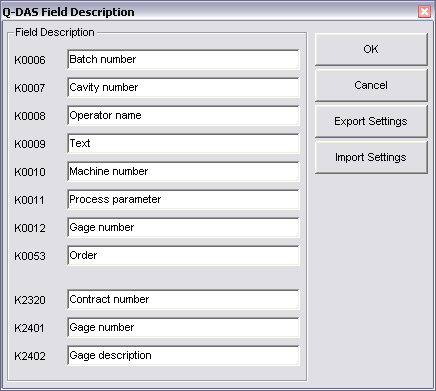 Q-DAS Field Description
Field Description
K0006 Batch number
K0007 Cavity number
K0008 Operator name
K0009 Text
K0010 Machine number
K0011 Process parameter
K0012 Gage number
K0053 Order
K2320 Contract number
K2401 Gage number
K2402 Gage description
OK
Cancel
Export Settings
Import Settings